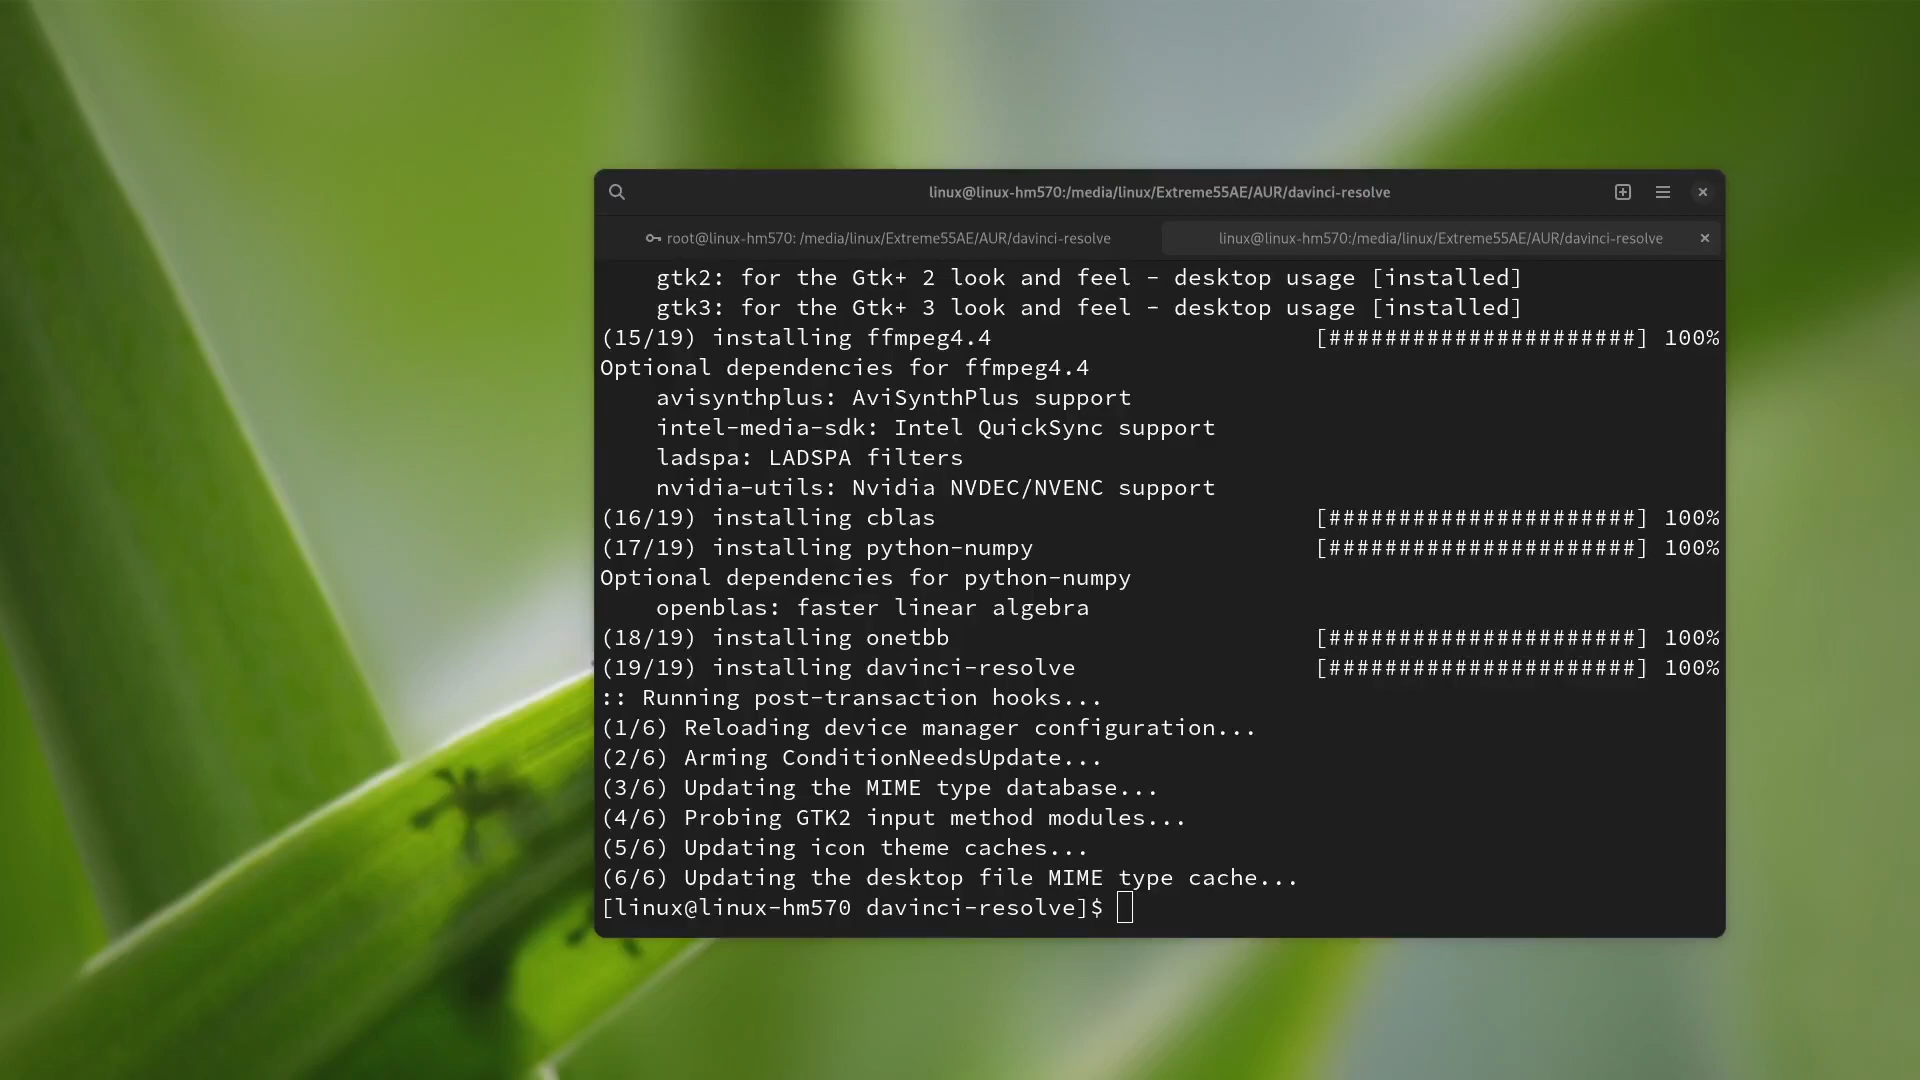 linux@linux-hm570:/media/linux/Extreme55AE/AUR/davinci-resolve
root@linux-hm570: /media/linux/Extreme55AE/AUR/davinci-resolve
linux@linux-hm570:/media/linux/Extreme55AE/AUR/davinci-resolve
gtk2: for the Gtk+ 2 look and feel - desktop usage [installed]
gtk3: for the Gtk+ 3 look and feel - desktop usage [installed]
(15/19) installing ffmpeg4.4 [######################] 100%
Optional dependencies for ffmpeg4.4
avisynthplus: AviSynthPlus support
intel-media-sdk: Intel QuickSync support
ladspa: LADSPA filters
nvidia-utils: Nvidia NVDEC/NVENC support
(16/19) installing cblas [######################] 100%
(17/19) installing python-numpy [######################] 100%
Optional dependencies for python-numpy
openblas: faster linear algebra
(18/19) installing onetbb [######################] 100%
(19/19) installing davinci-resolve [######################] 100%
:: Running post-transaction hooks...
(1/6) Reloading device manager configuration...
(2/6) Arming ConditionNeedsUpdate...
(3/6) Updating the MIME type database...
(4/6) Probing GTK2 input method modules...
(5/6) Updating icon theme caches...
(6/6) Updating the desktop file MIME type cache...
[linux@linux-hm570 davinci-resolve]$